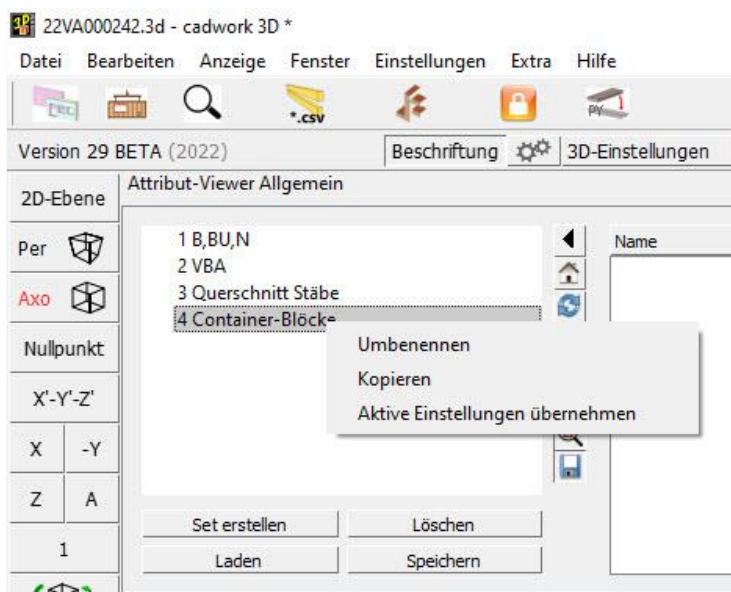 22VA000242.3d - cadwork 3D *
Datei Bearbeiten Anzeige Fenster Einstellungen Extra Hilfe
*.csv
Version 29 BETA (2022) Beschriftung 3D-Einstellungen
2D-Ebene
Attribut-Viewer Allgemein
Per
Axo
Nullpunkt
X'-Y'-Z'
X -Y
Z A
1
1 B,BU,N
2 VBA
3 Querschnitt Stäbe
4 Container-Blöcke
Name
Umbenennen
Kopieren
Aktive Einstellungen übernehmen
Set erstellen Löschen
Laden Speichern